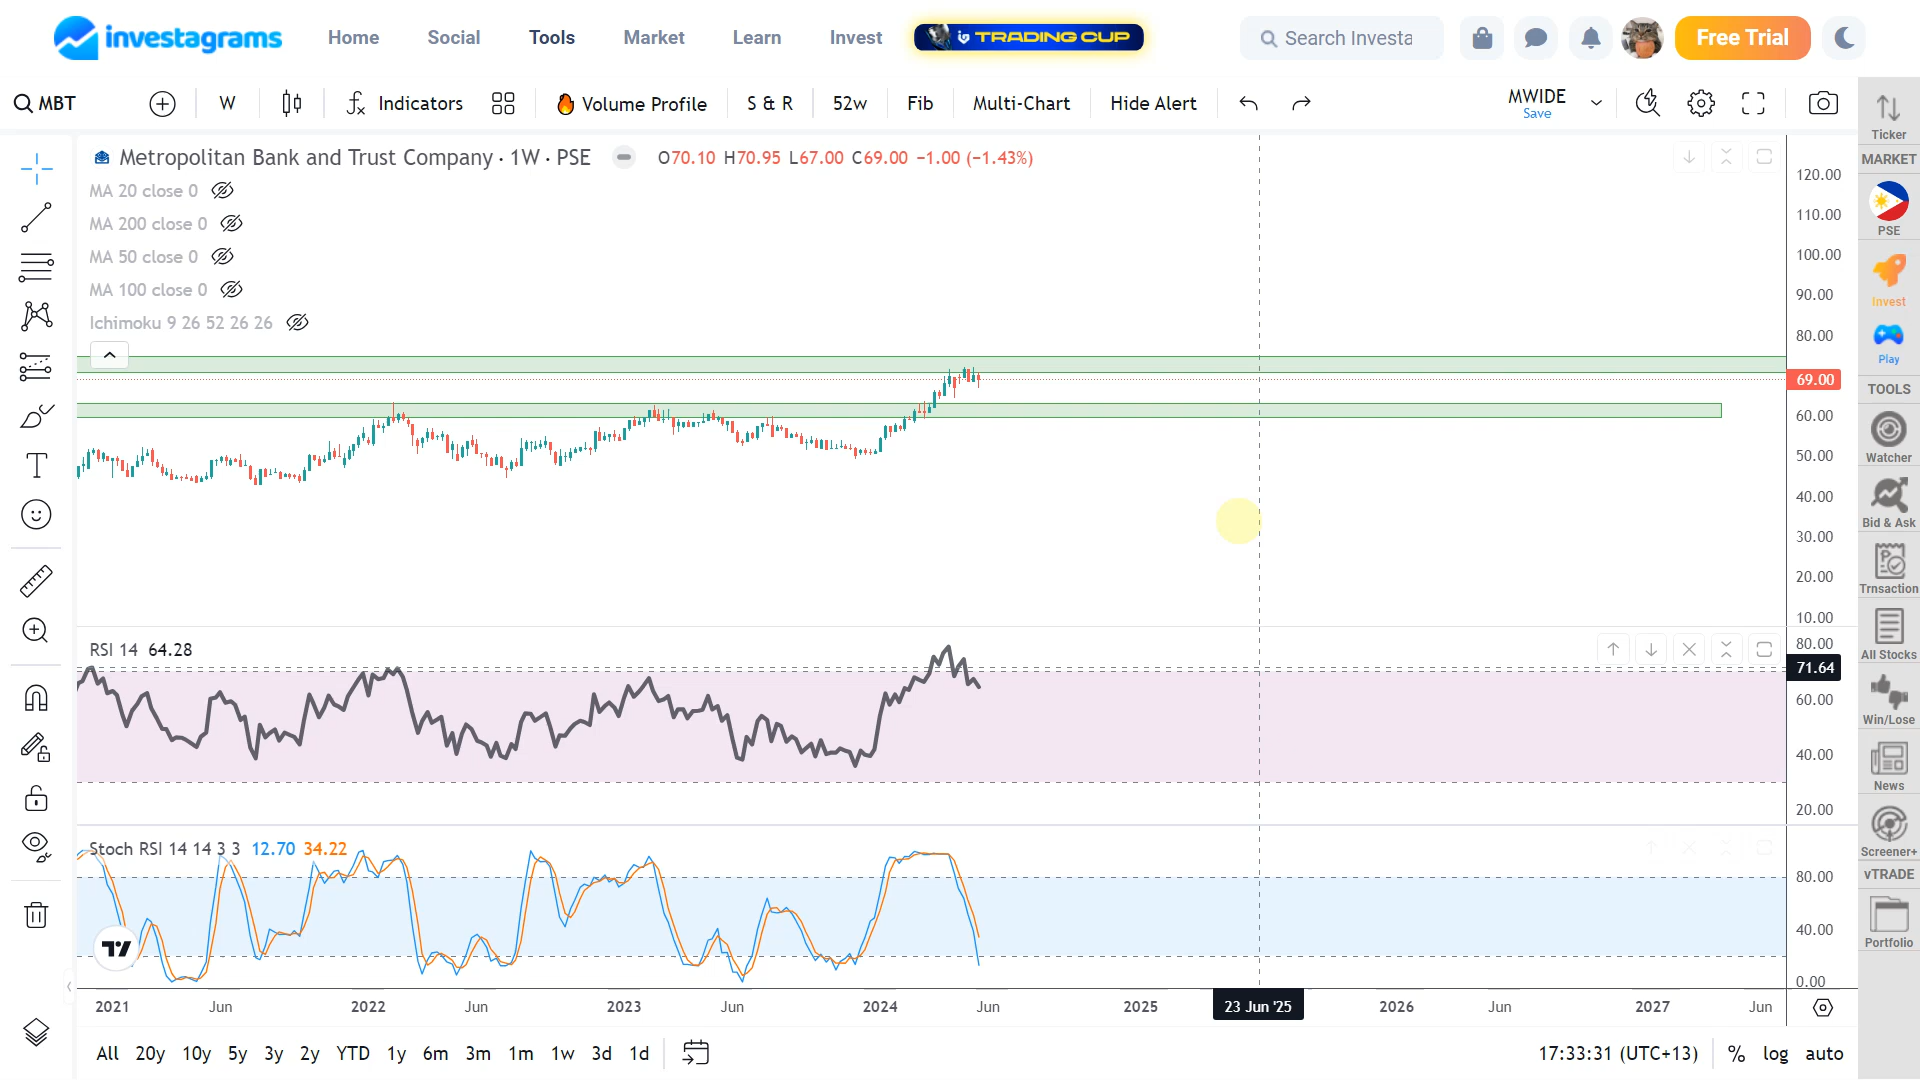 investagrams Home Social Tools Market Learn Invest TRADING CUP Search Investa Free Trial
MBT W Indicators Volume Profile S & R 52w Fib Multi-Chart Hide Alert MWIDE
Save
Metropolitan Bank and Trust Company · 1W · PSE O70.10 H70.95 L67.00 C69.00 −1.00 (−1.43%)
MA 20 close 0
MA 200 close 0
MA 50 close 0
MA 100 close 0
Ichimoku 9 26 52 26 26
120.00
110.00
100.00
90.00
80.00
69.00
60.00
50.00
40.00
30.00
20.00
10.00
RSI 14 64.28
80.00
71.64
60.00
40.00
20.00
Stoch RSI 14 14 3 3 12.70 34.22
80.00
40.00
0.00
2021 Jun 2022 Jun 2023 Jun 2024 Jun 2025 23 Jun '25 2026 Jun 2027 Jun
All 20y 10y 5y 3y 2y YTD 1y 6m 3m 1m 1w 3d 1d 17:33:31 (UTC+13) % log auto
Ticker
MARKET
PSE
Invest
Play
TOOLS
Watcher
Bid & Ask
Trnsaction
All Stocks
Win/Lose
News
Screener+
vTRADE
Portfolio